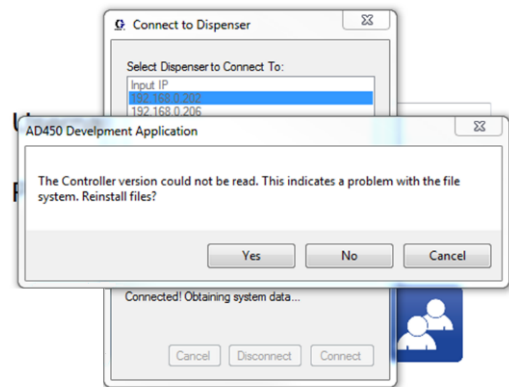 Connect to Dispenser
Select Dispenser to Connect To:
Input IP
192.168.0.202
192.168.0.206
AD450 Develpment Application
The Controller version could not be read. This indicates a problem with the file
system. Reinstall files?
Yes
No
Cancel
Connected! Obtaining system data...
Cancel
Disconnect
Connect